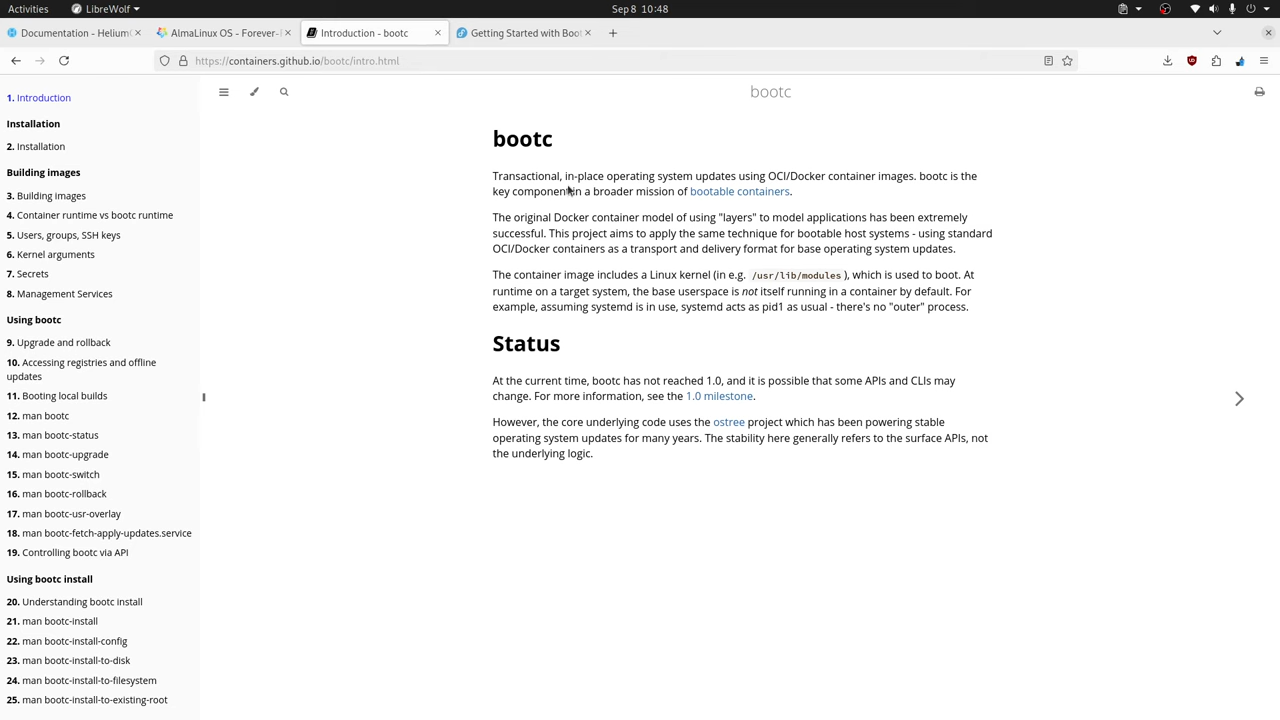 Activities
LibreWolf
Sep 8 10:48
Documentation - Helium
AlmaLinux OS - Forever-
Introduction - bootc
Getting Started with Boot
https://containers.github.io/bootc/intro.html
1. Introduction
Installation
2. Installation
Building images
3. Building images
4. Container runtime vs bootc runtime
5. Users, groups, SSH keys
6. Kernel arguments
7. Secrets
8. Management Services
Using bootc
9. Upgrade and rollback
10. Accessing registries and offline
updates
11. Booting local builds
12. man bootc
13. man bootc-status
14. man bootc-upgrade
15. man bootc-switch
16. man bootc-rollback
17. man bootc-usr-overlay
18. man bootc-fetch-apply-updates.service
19. Controlling bootc via API
Using bootc install
20. Understanding bootc install
21. man bootc-install
22. man bootc-install-config
23. man bootc-install-to-disk
24. man bootc-install-to-filesystem
25. man bootc-install-to-existing-root
bootc
bootc
Transactional, in-place operating system updates using OCI/Docker container images. bootc is the
key component in a broader mission of bootable containers.
The original Docker container model of using "layers" to model applications has been extremely
successful. This project aims to apply the same technique for bootable host systems - using standard
OCI/Docker containers as a transport and delivery format for base operating system updates.
The container image includes a Linux kernel (in e.g. /usr/lib/modules), which is used to boot. At
runtime on a target system, the base userspace is not itself running in a container by default. For
example, assuming systemd is in use, systemd acts as pid1 as usual - there's no "outer" process.
Status
At the current time, bootc has not reached 1.0, and it is possible that some APIs and CLIs may
change. For more information, see the 1.0 milestone.
However, the core underlying code uses the ostree project which has been powering stable
operating system updates for many years. The stability here generally refers to the surface APIs, not
the underlying logic.